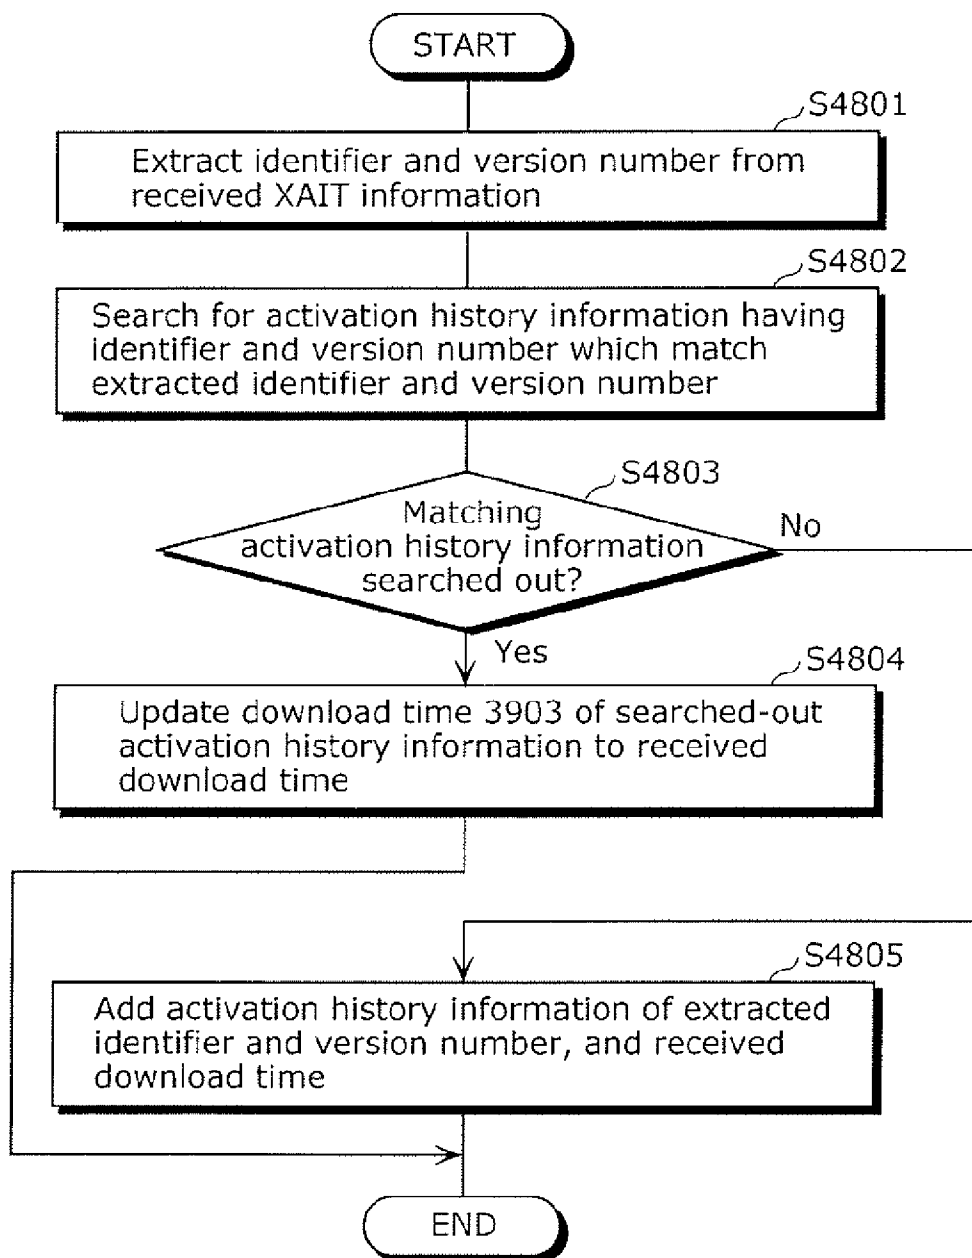 START
S4801
Extract identifier and version number from
received XAIT information
S4802
Search for activation history information having
identifier and version number which match
extracted identifier and version number
S4803
Matching
activation history information
searched out?
No
Yes
S4804
Update download time 3903 of searched-out
activation history information to received
download time
S4805
Add activation history information of extracted
identifier and version number, and received
download time
END